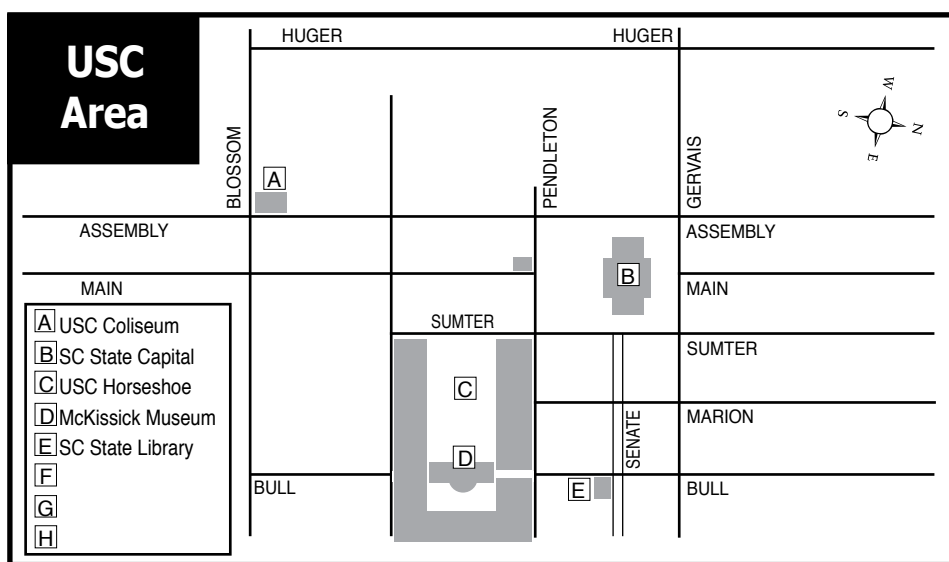 USC
Area
HUGER
HUGER
W
N
S
E
BLOSSOM
PENDLETON
GERVAIS
A
ASSEMBLY
ASSEMBLY
B
MAIN
MAIN
SUMTER
SUMTER
C
MARION
SENATE
D
BULL
E
BULL
A USC Coliseum
B SC State Capital
C USC Horseshoe
D McKissick Museum
E SC State Library
F
G
H